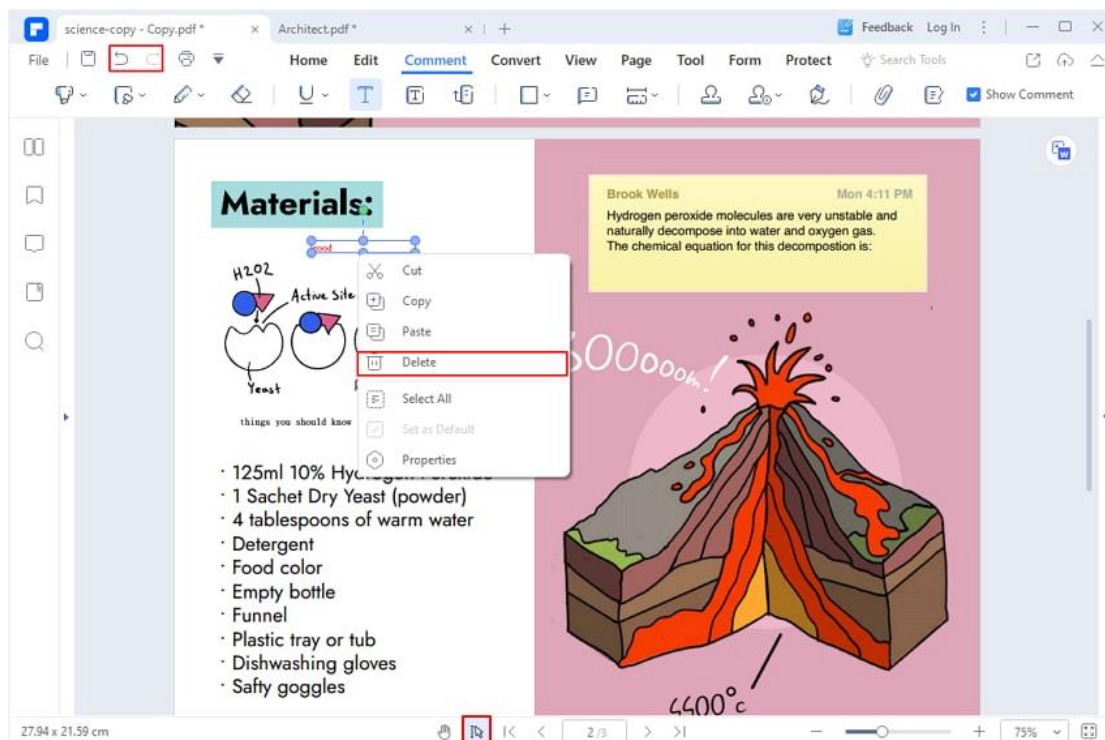 science-copy - Copy.pdf *
Architect.pdf *
Feedback Log In
File Home Edit Comment Convert View Page Tool Form Protect Search Tools
Show Comment
Materials:
Brook Wells Mon 4:11 PM
Hydrogen peroxide molecules are very unstable and
naturally decompose into water and oxygen gas.
The chemical equation for this decompostion is:
H2O2
Active Site
Yeast
things you should know
Cut
Copy
Paste
Delete
Select All
Set as Default
Properties
· 125ml 10% Hydrogen Peroxide
· 1 Sachet Dry Yeast (powder)
· 4 tablespoons of warm water
· Detergent
· Food color
· Empty bottle
· Funnel
· Plastic tray or tub
· Dishwashing gloves
· Safty goggles
4400°c
27.94 x 21.59 cm
2 /3
75%